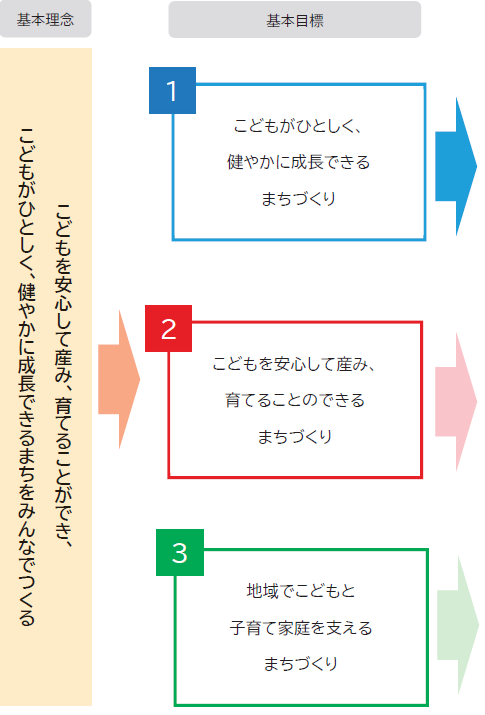 基本理念
基本目標
こどもを安心して産み、育てることができ、
こどもがひとしく、健やかに成長できるまちをみんなでつくる
1
こどもがひとしく、
健やかに成長できる
まちづくり
2
こどもを安心して産み、
育てることのできる
まちづくり
3
地域でこどもと
子育て家庭を支える
まちづくり